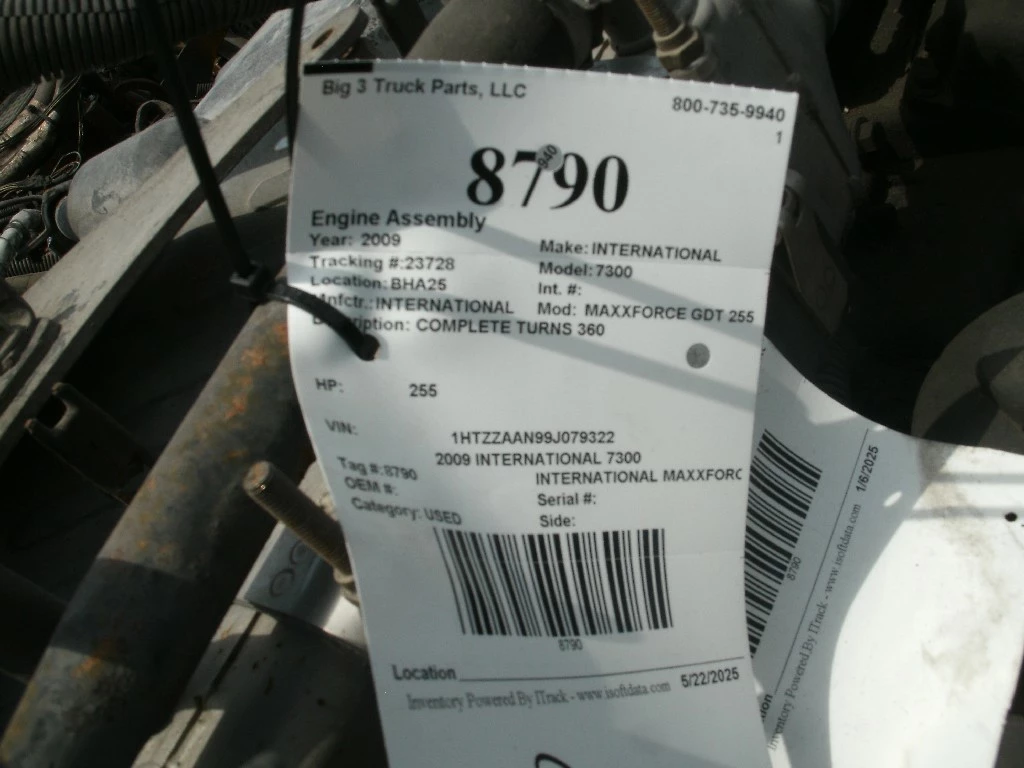 Big 3 Truck Parts, LLC
800-735-9940
1
8790
940
Engine Assembly
Year: 2009
Make: INTERNATIONAL
Tracking #:23728
Model: 7300
Location: BHA25
Int. #:
Mnfctr.: INTERNATIONAL
Mod: MAXXFORCE GDT 255
COMPLETE TURNS 360
HP: 255
VIN: 1HTZZAAN99J079322
2009 INTERNATIONAL 7300
Tag #:8790
INTERNATIONAL MAXXFORC
OEM #:
Serial #:
Category: USED
Side:
8790
Location
5/22/2025
Inventory Powered By ITrack - www.isoftdata.com
1/6/2025
8790
Inventory Powered By ITrack - www.isoftdata.com